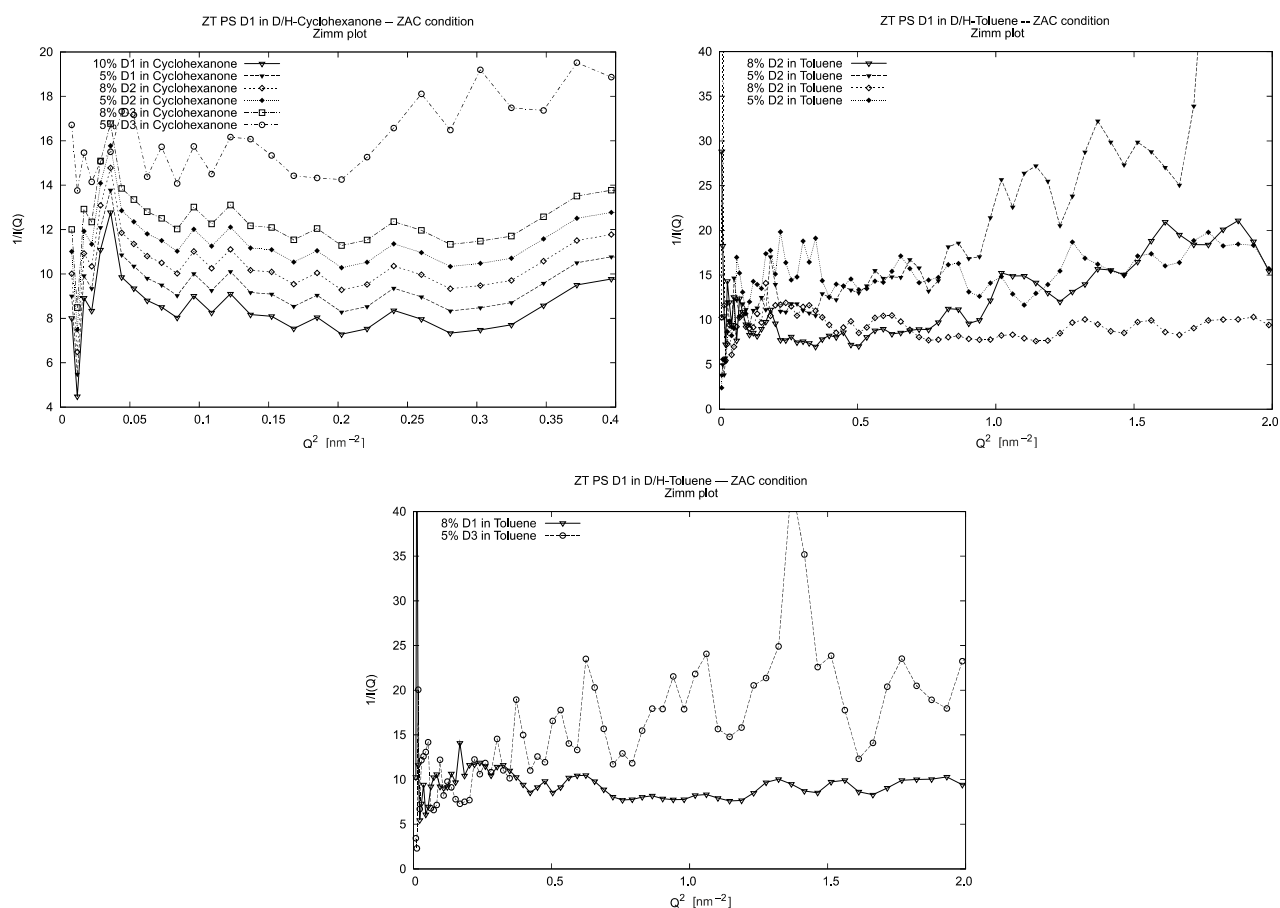 ZT PS D1 in D/H-Cyclohexanone – ZAC condition
Zimm plot
20
18
16
14
12
10
8
6
4
1/I(Q)
10% D1 in Cyclohexanone
5% D1 in Cyclohexanone
8% D2 in Cyclohexanone
5% D2 in Cyclohexanone
8% D3 in Cyclohexanone
5% D3 in Cyclohexanone
0 0.05 0.1 0.15 0.2 0.25 0.3 0.35 0.4
Q^2 [nm−2]
ZT PS D1 in D/H-Toluene -- ZAC condition
Zimm plot
40
35
30
25
20
15
10
5
0
1/I(Q)
8% D2 in Toluene
5% D2 in Toluene
8% D2 in Toluene
5% D2 in Toluene
0 0.5 1.0 1.5 2.0
Q^2 [nm−2]
ZT PS D1 in D/H-Toluene — ZAC condition
Zimm plot
40
35
30
25
20
15
10
5
0
1/I(Q)
8% D1 in Toluene
5% D3 in Toluene
0 0.5 1.0 1.5 2.0
Q^2 [nm−2]